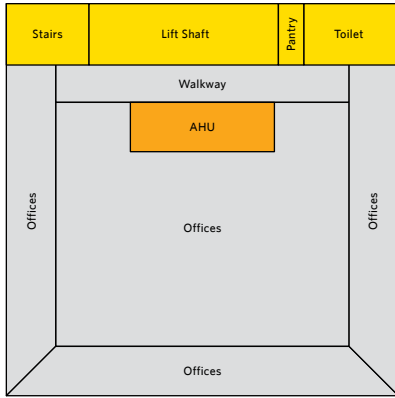 Stairs
Lift Shaft
Pantry
Toilet
Walkway
AHU
Offices
Offices
Offices
Offices